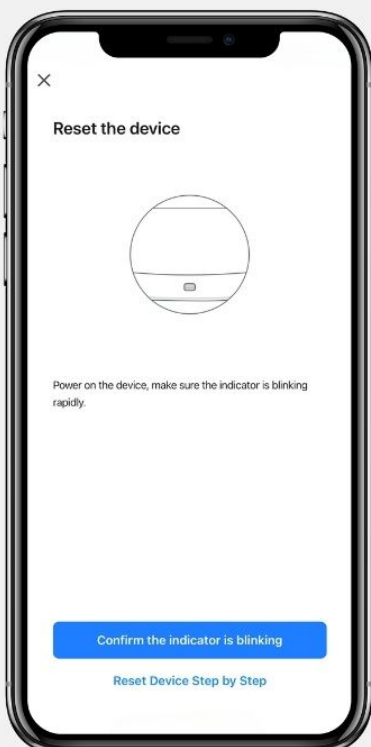 Reset the device
Power on the device, make sure the indicator is blinking
rapidly.
Confirm the indicator is blinking
Reset Device Step by Step